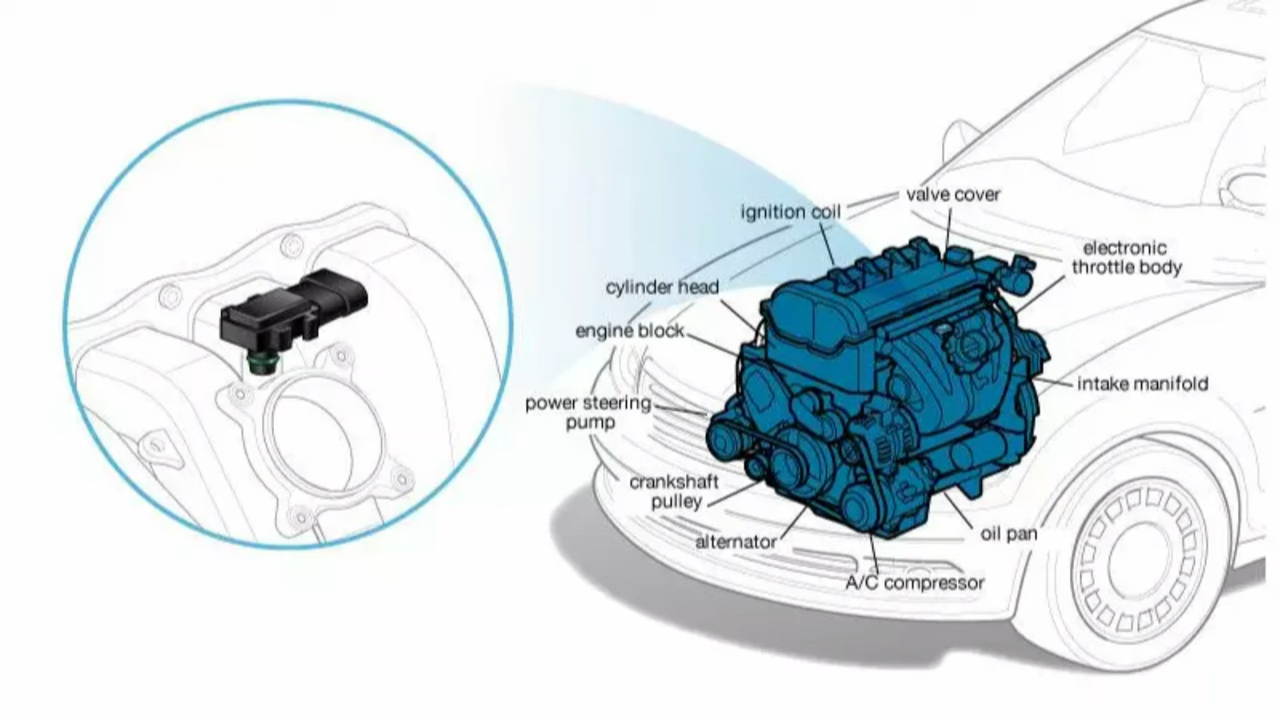 valve cover
ignition coil
electronic
throttle body
cylinder head
engine block
intake manifold
power steering
pump
crankshaft
pulley
alternator
oil pan
A/C compressor